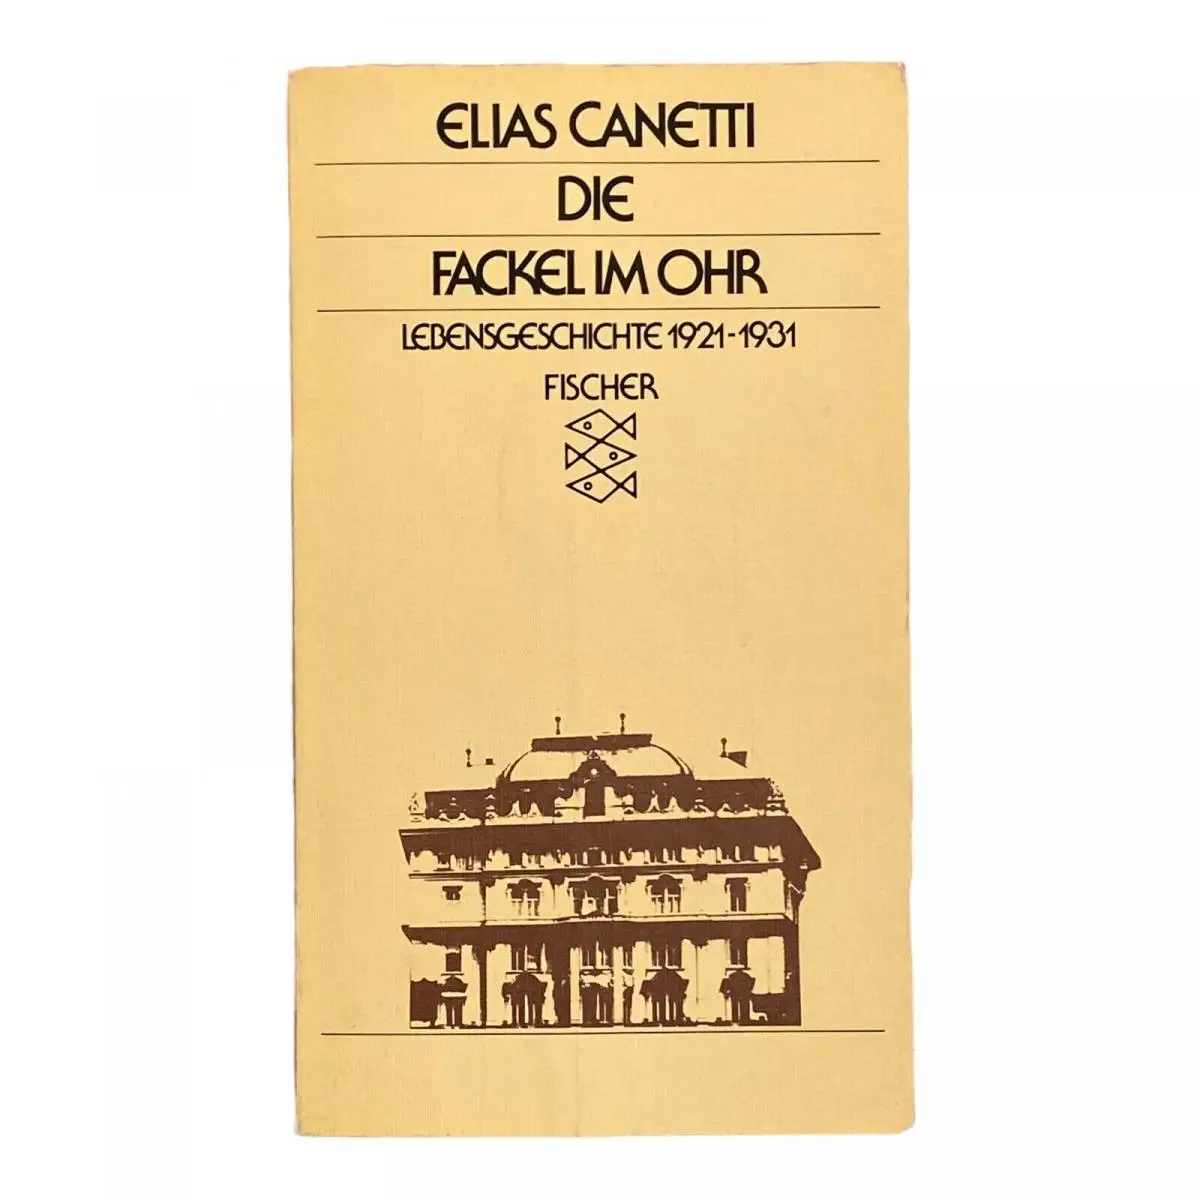 ELIAS CANETTI
DIE
FACKEL IM OHR
LEBENSGESCHICHTE 1921-1931
FISCHER